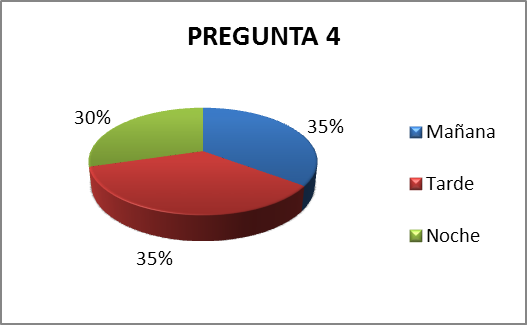 PREGUNTA 4
30%
35%
35%
Mañana
Tarde
Noche